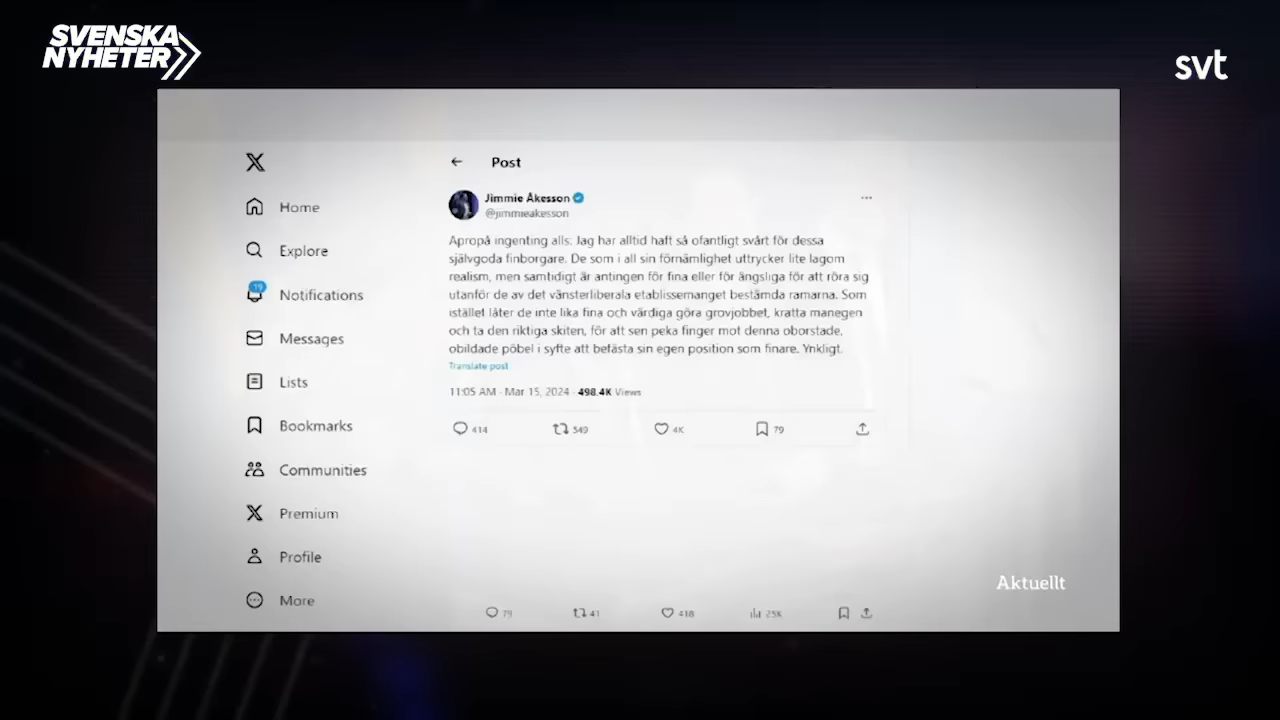 SVENSKA
NYHETER
svt
Post
Jimmie Åkesson
@jimmieakesson
Home
Explore
19
Notifications
Messages
Lists
Bookmarks
Communities
Premium
Profile
More
Apropå ingenting alls: Jag har alltid haft så ofantligt svårt för dessa
självgoda finborgare. De som i all sin förnämlighet uttrycker lite lagom
realism, men samtidigt är antingen för fina eller för ängsliga för att röra sig
utanför de av det vänsterliberala etablissemanget bestämda ramarna. Som
istället låter de inte lika fina och värdiga göra grovjobbet, kratta manegen
och ta den riktiga skiten, för att sen peka finger mot denna oborstade,
obildade pöbel i syfte att befästa sin egen position som finare. Ynkligt.
Translate post
11:05 AM · Mar 15, 2024 · 498.4K Views
414 549 4K 79
Aktuellt
79 41 418 25K